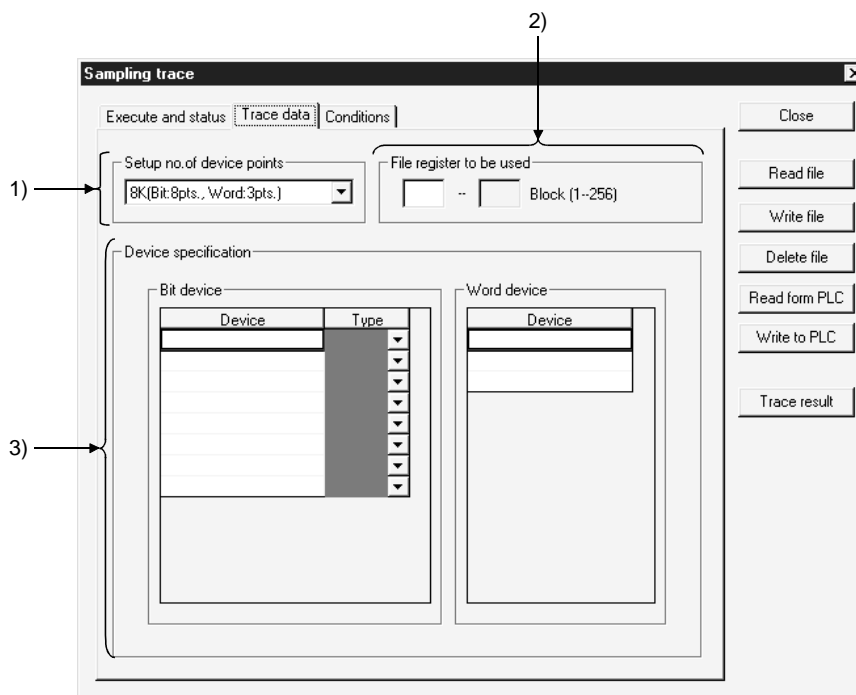 2)
Sampling trace
Execute and status Trace data Conditions
Close
1)
Setup no.of device points
8K(Bit:8pts., Word:3pts.)
File register to be used
-- Block (1--256)
Read file
Write file
Delete file
Read form PLC
Write to PLC
Trace result
3)
Device specification
Bit device
Device Type
Word device
Device